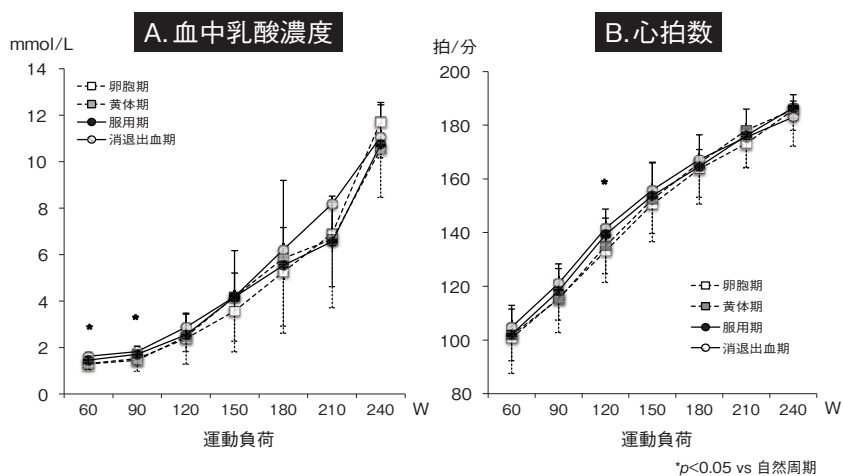 A. 血中乳酸濃度
mmol/L
14
12
10
8
6
4
2
0
卵胞期
黄体期
服用期
消退出血期
*
*
60 90 120 150 180 210 240 W
運動負荷
B. 心拍数
拍/分
200
180
160
140
120
100
80
*
卵胞期
黄体期
服用期
消退出血期
60 90 120 150 180 210 240 W
運動負荷
*p<0.05 vs 自然周期